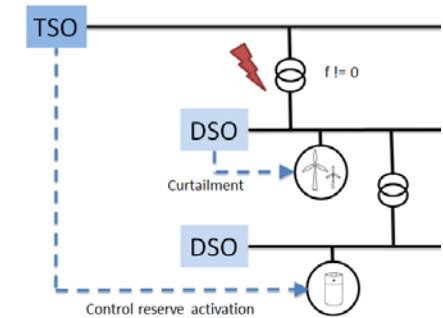 TSO
f != 0
DSO
Curtailment
DSO
Control reserve activation